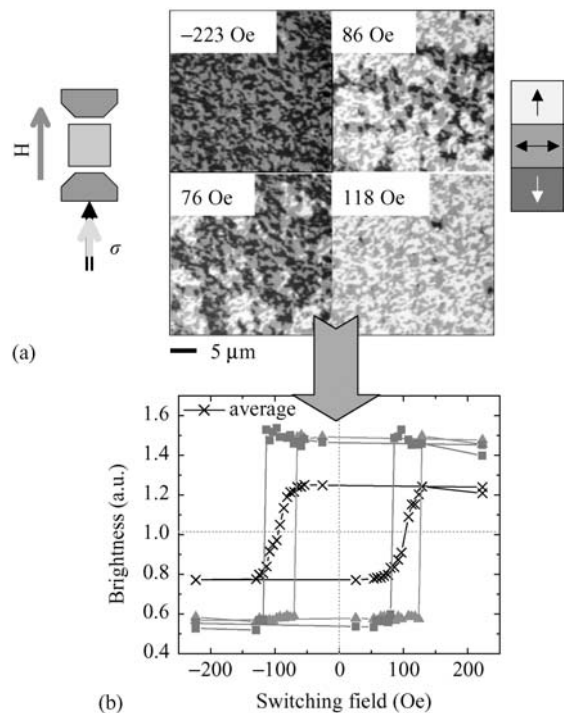 −223 Oe
86 Oe
H
76 Oe
118 Oe
σ
(a)
5 μm
average
1.6
1.4
1.2
1.0
0.8
0.6
0.4
Brightness (a.u.)
−200
−100
0
100
200
(b)
Switching field (Oe)